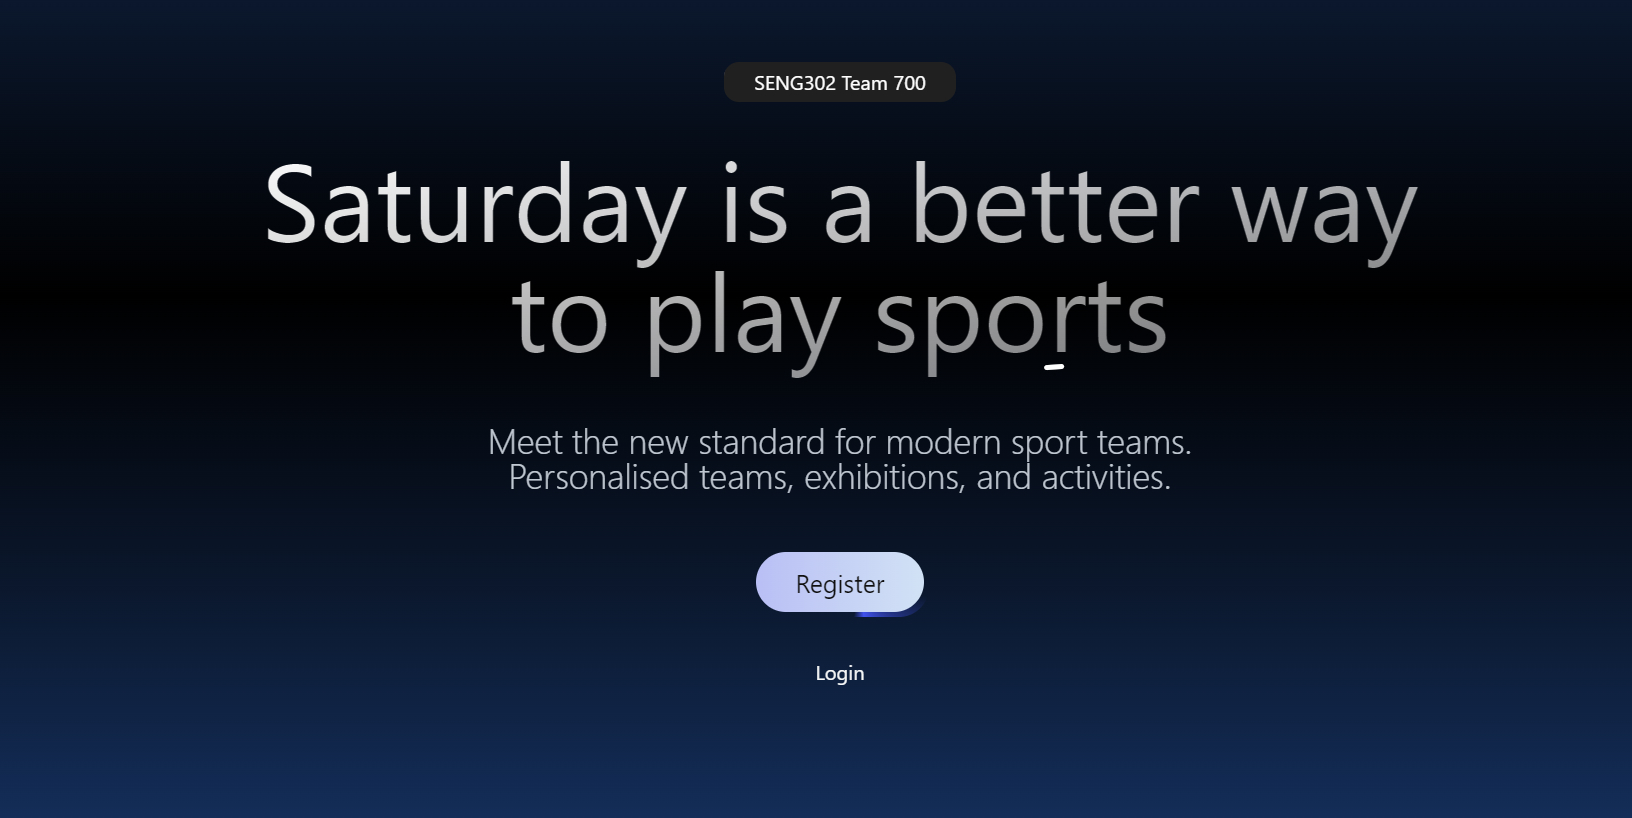 SENG302 Team 700
Saturday is a better way
to play sports
Meet the new standard for modern sport teams.
Personalised teams, exhibitions, and activities.
Register
Login